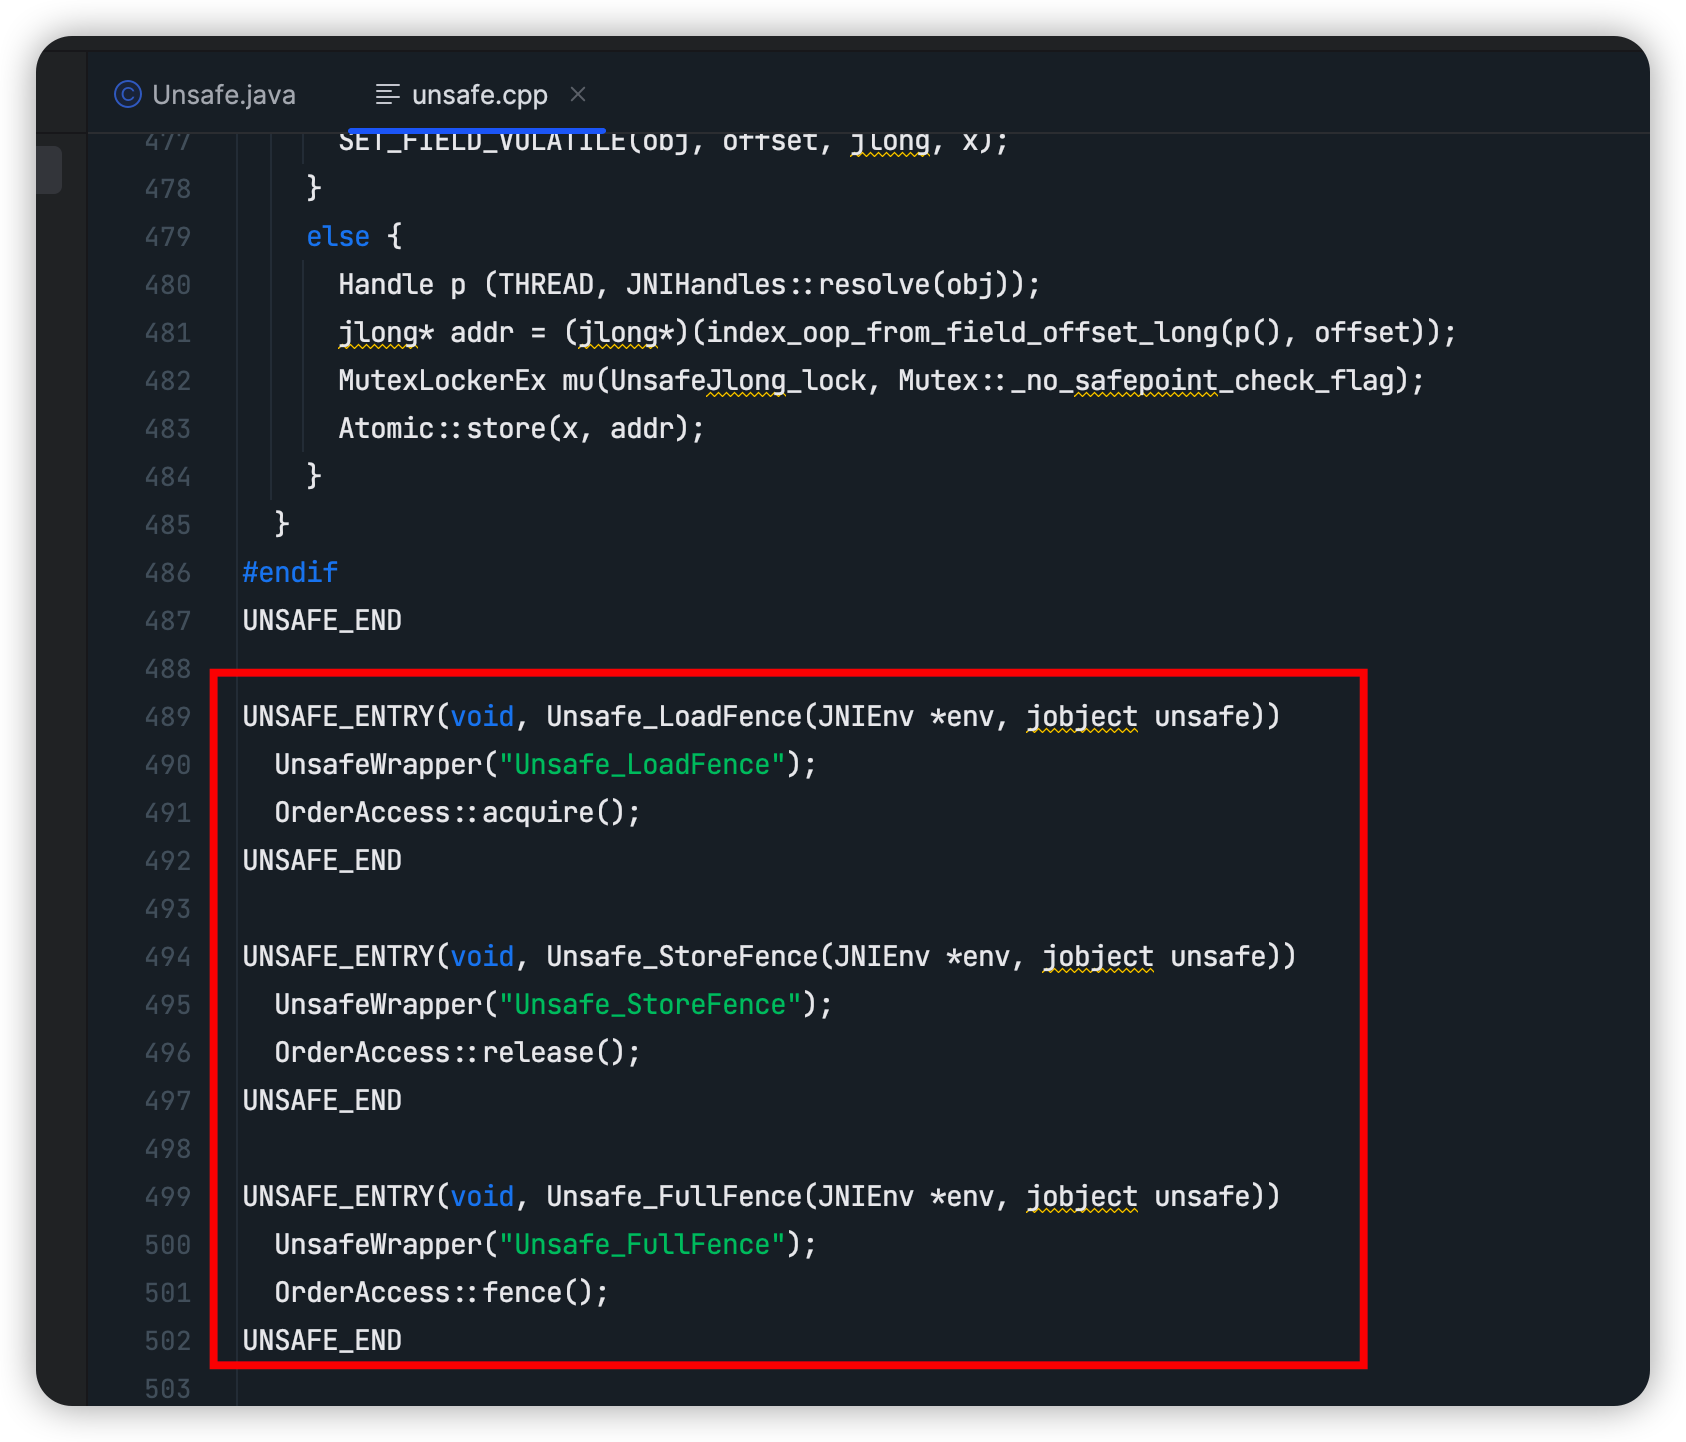 Unsafe.java unsafe.cpp
477 SET_FIELD_VOLATILE(obj, offset, jlong, x);
478 }
479 else {
480 Handle p (THREAD, JNIHandles::resolve(obj));
481 jlong* addr = (jlong*)(index_oop_from_field_offset_long(p(), offset));
482 MutexLockerEx mu(UnsafeJlong_lock, Mutex::_no_safepoint_check_flag);
483 Atomic::store(x, addr);
484 }
485 }
486 #endif
487 UNSAFE_END
488
489 UNSAFE_ENTRY(void, Unsafe_LoadFence(JNIEnv *env, jobject unsafe))
490 UnsafeWrapper("Unsafe_LoadFence");
491 OrderAccess::acquire();
492 UNSAFE_END
493
494 UNSAFE_ENTRY(void, Unsafe_StoreFence(JNIEnv *env, jobject unsafe))
495 UnsafeWrapper("Unsafe_StoreFence");
496 OrderAccess::release();
497 UNSAFE_END
498
499 UNSAFE_ENTRY(void, Unsafe_FullFence(JNIEnv *env, jobject unsafe))
500 UnsafeWrapper("Unsafe_FullFence");
501 OrderAccess::fence();
502 UNSAFE_END
503